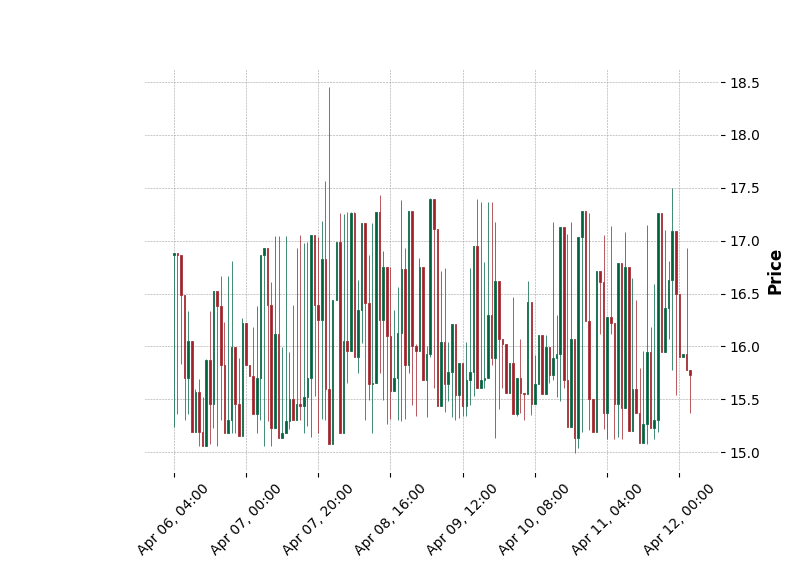 18.5
18.0
17.5
17.0
16.5
16.0
15.5
15.0
Price
Apr 06, 04:00
Apr 07, 00:00
Apr 07, 20:00
Apr 08, 16:00
Apr 09, 12:00
Apr 10, 08:00
Apr 11, 04:00
Apr 12, 00:00